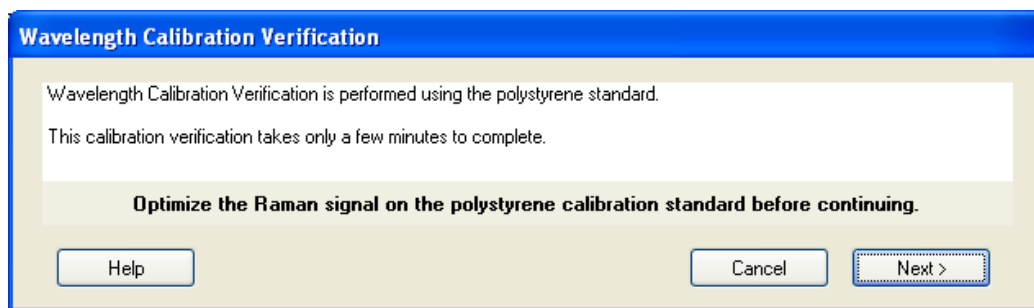 Wavelength Calibration Verification
Wavelength Calibration Verification is performed using the polystyrene standard.
This calibration verification takes only a few minutes to complete.
Optimize the Raman signal on the polystyrene calibration standard before continuing.
Help
Cancel
Next >